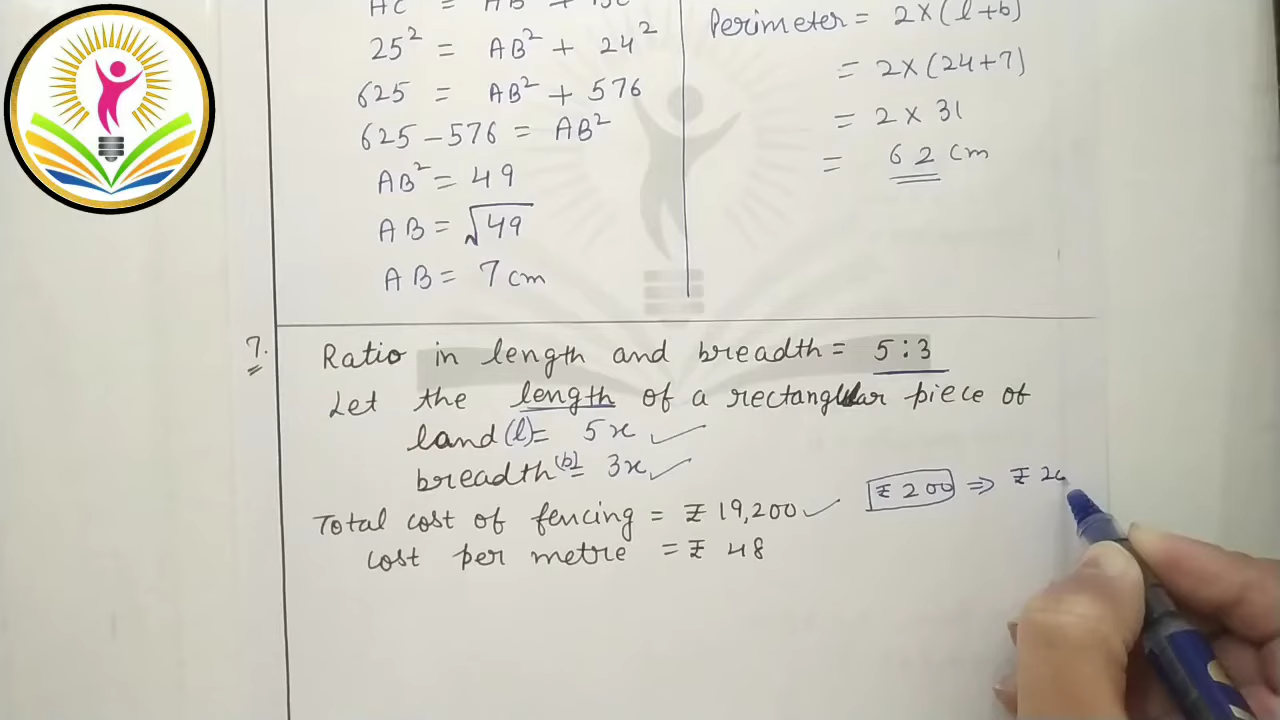 25² = AB² + 24²
625 = AB² + 576
625 - 576 = AB²
AB² = 49
AB = √49
AB = 7 cm
Perimeter = 2 × (l + b)
= 2 × (24 + 7)
= 2 × 31
= 62 cm
7. Ratio in length and breadth = 5 : 3
Let the length of a rectangular piece of
land (l) = 5x ✓
breadth (b) = 3x ✓
Total cost of fencing = ₹ 19,200 ✓
₹ 200 ⇒ ₹ 20
cost per metre = ₹ 48